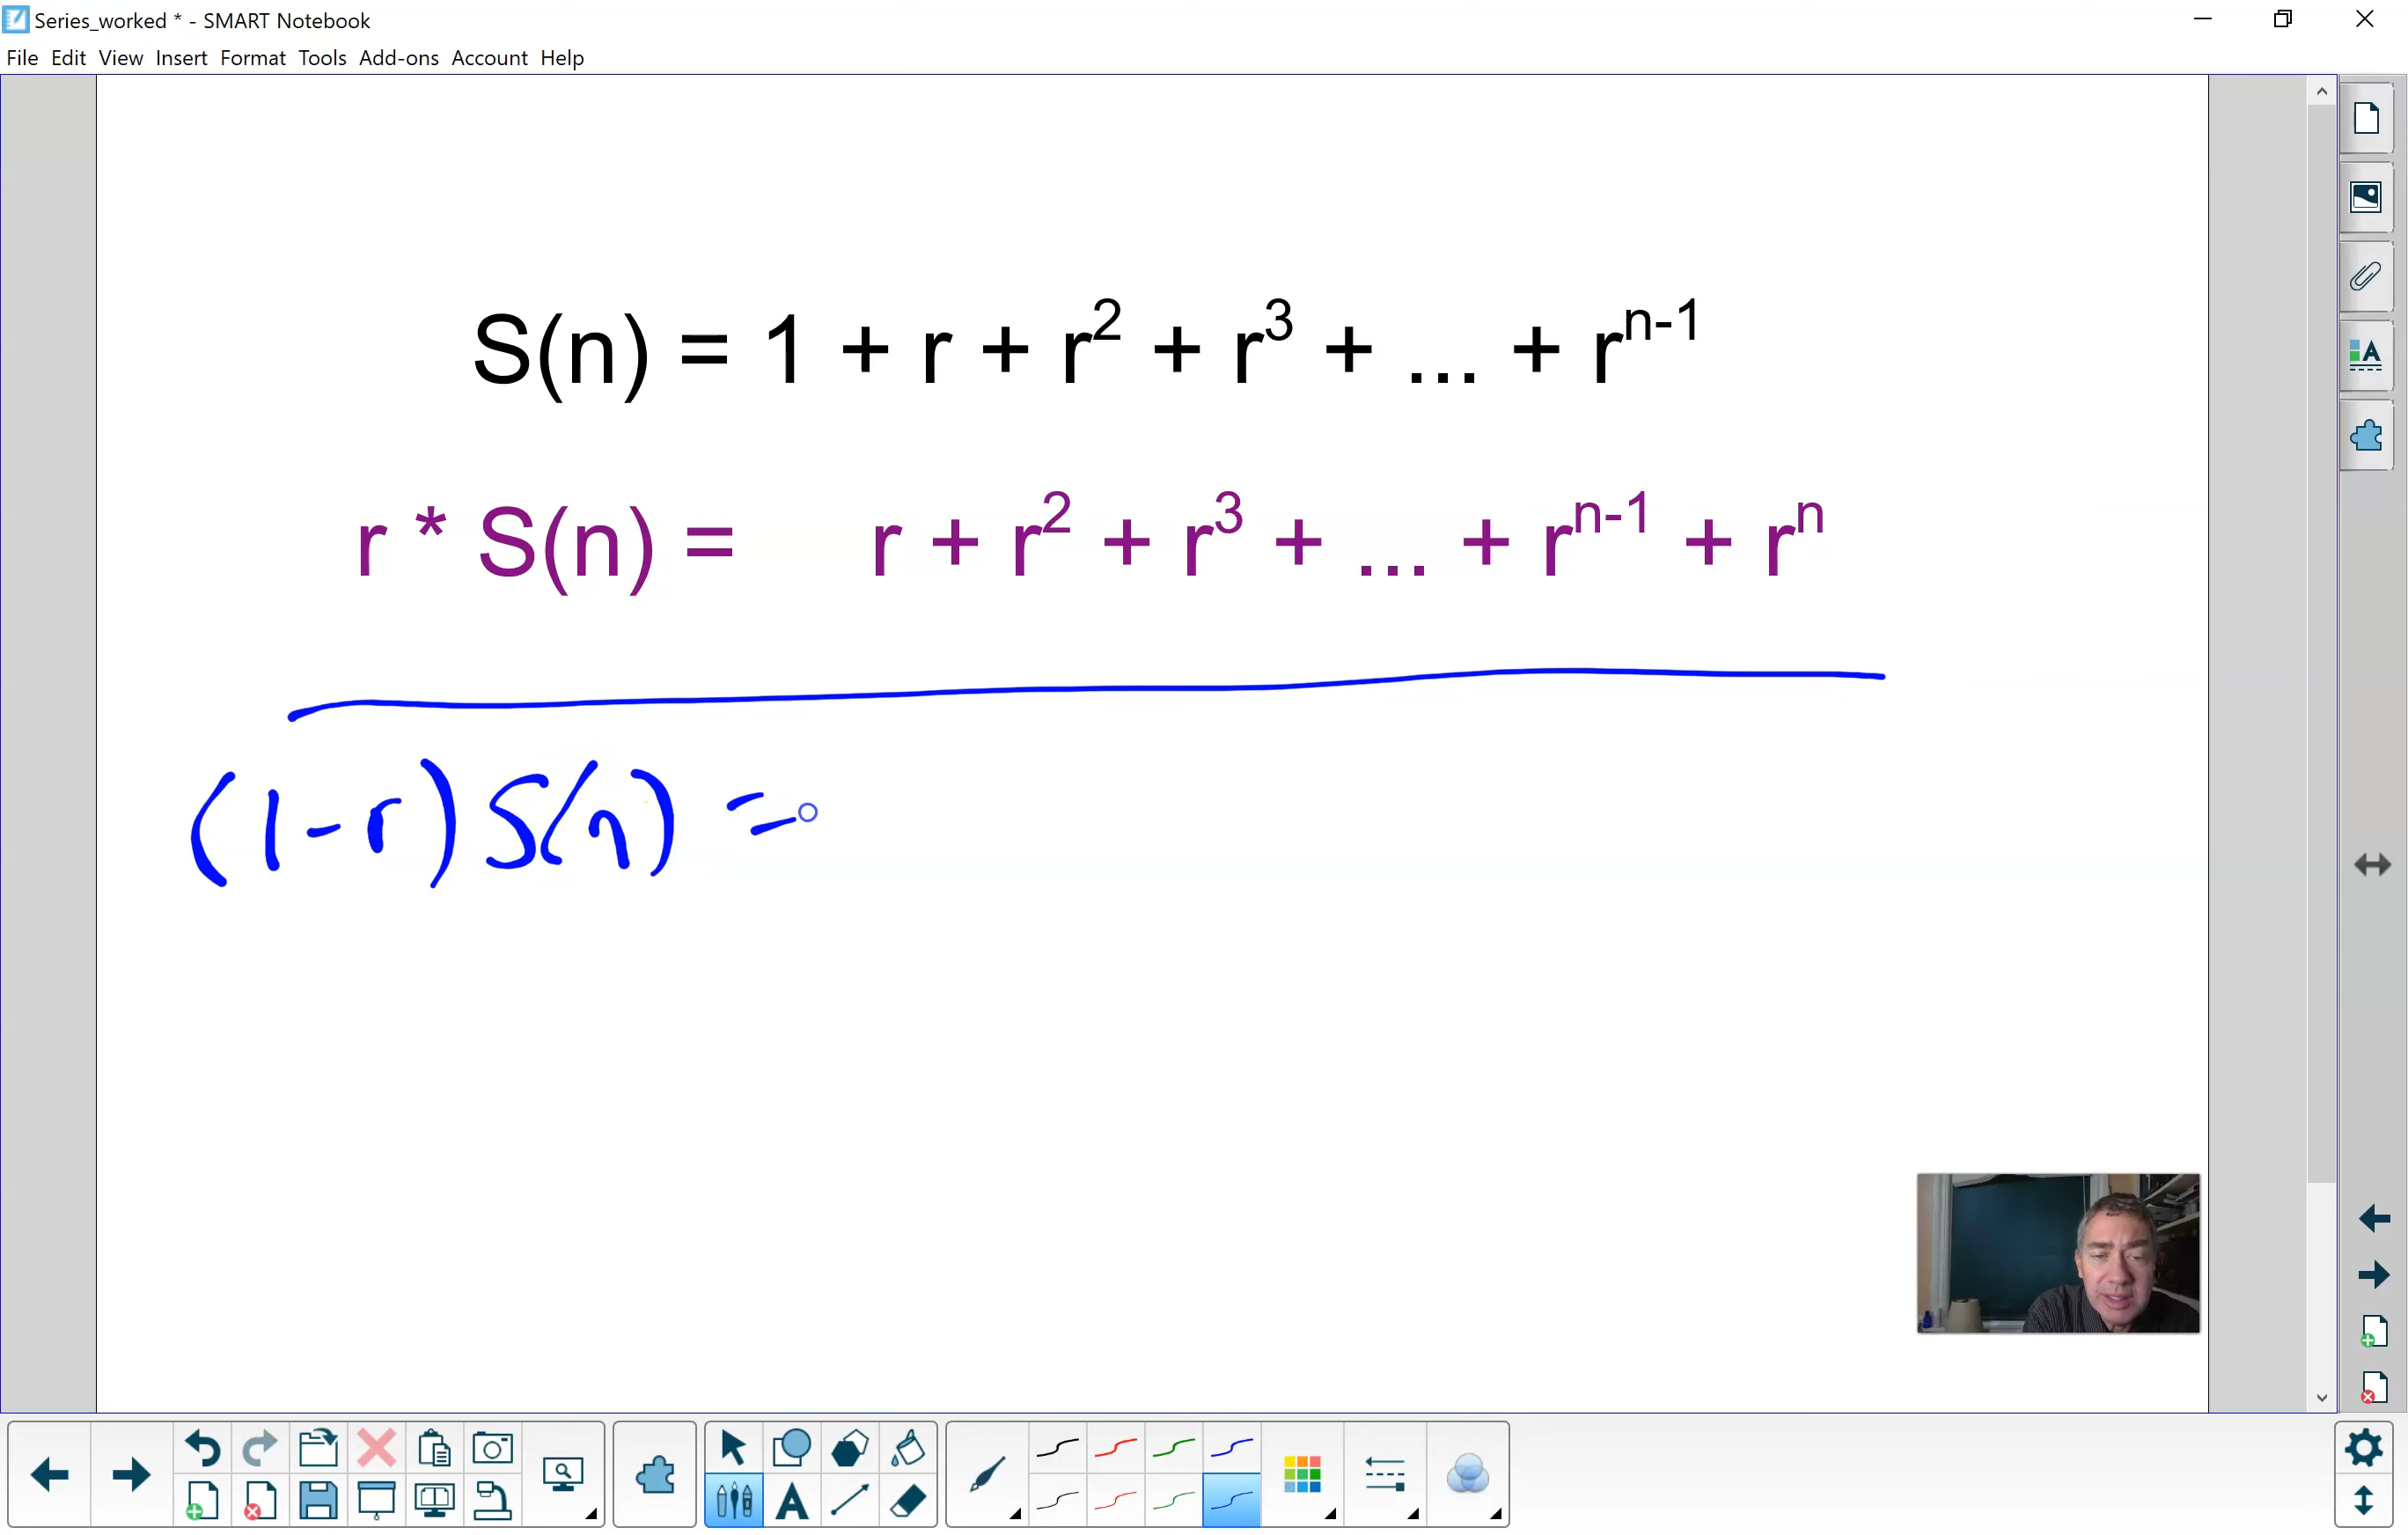 Series_worked * - SMART Notebook
File Edit View Insert Format Tools Add-ons Account Help
S(n) = 1 + r + r² + r³ + ... + rⁿ⁻¹
r * S(n) = r + r² + r³ + ... + rⁿ⁻¹ + rⁿ
(1-r) S(n) =